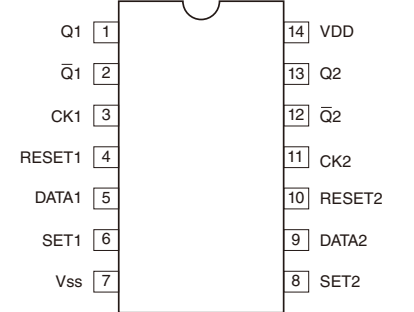 Q1 1 14 VDD
Q̅1 2 13 Q2
CK1 3 12 Q̅2
RESET1 4 11 CK2
DATA1 5 10 RESET2
SET1 6 9 DATA2
Vss 7 8 SET2